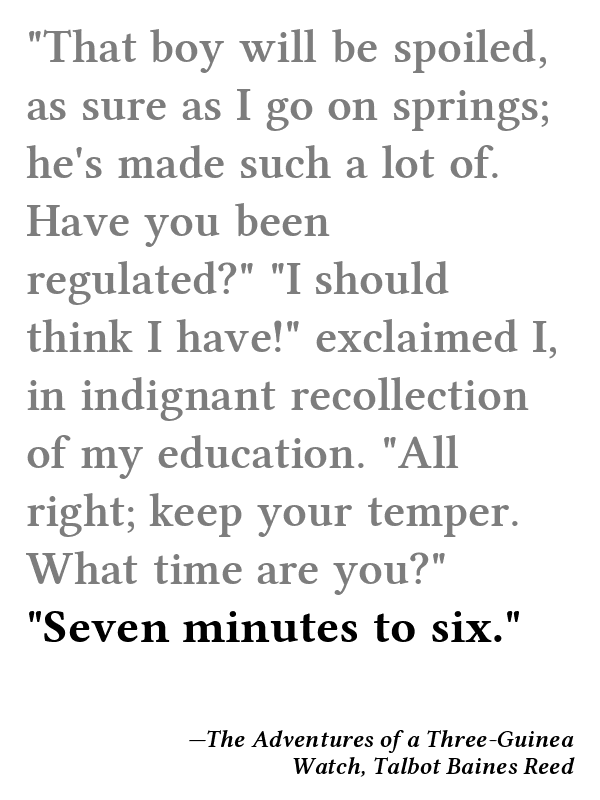 "That boy will be spoiled,
as sure as I go on springs;
he's made such a lot of.
Have you been
regulated?" "I should
think I have!" exclaimed I,
in indignant recollection
of my education. "All
right; keep your temper.
What time are you?"
"Seven minutes to six."
—The Adventures of a Three-Guinea
Watch, Talbot Baines Reed